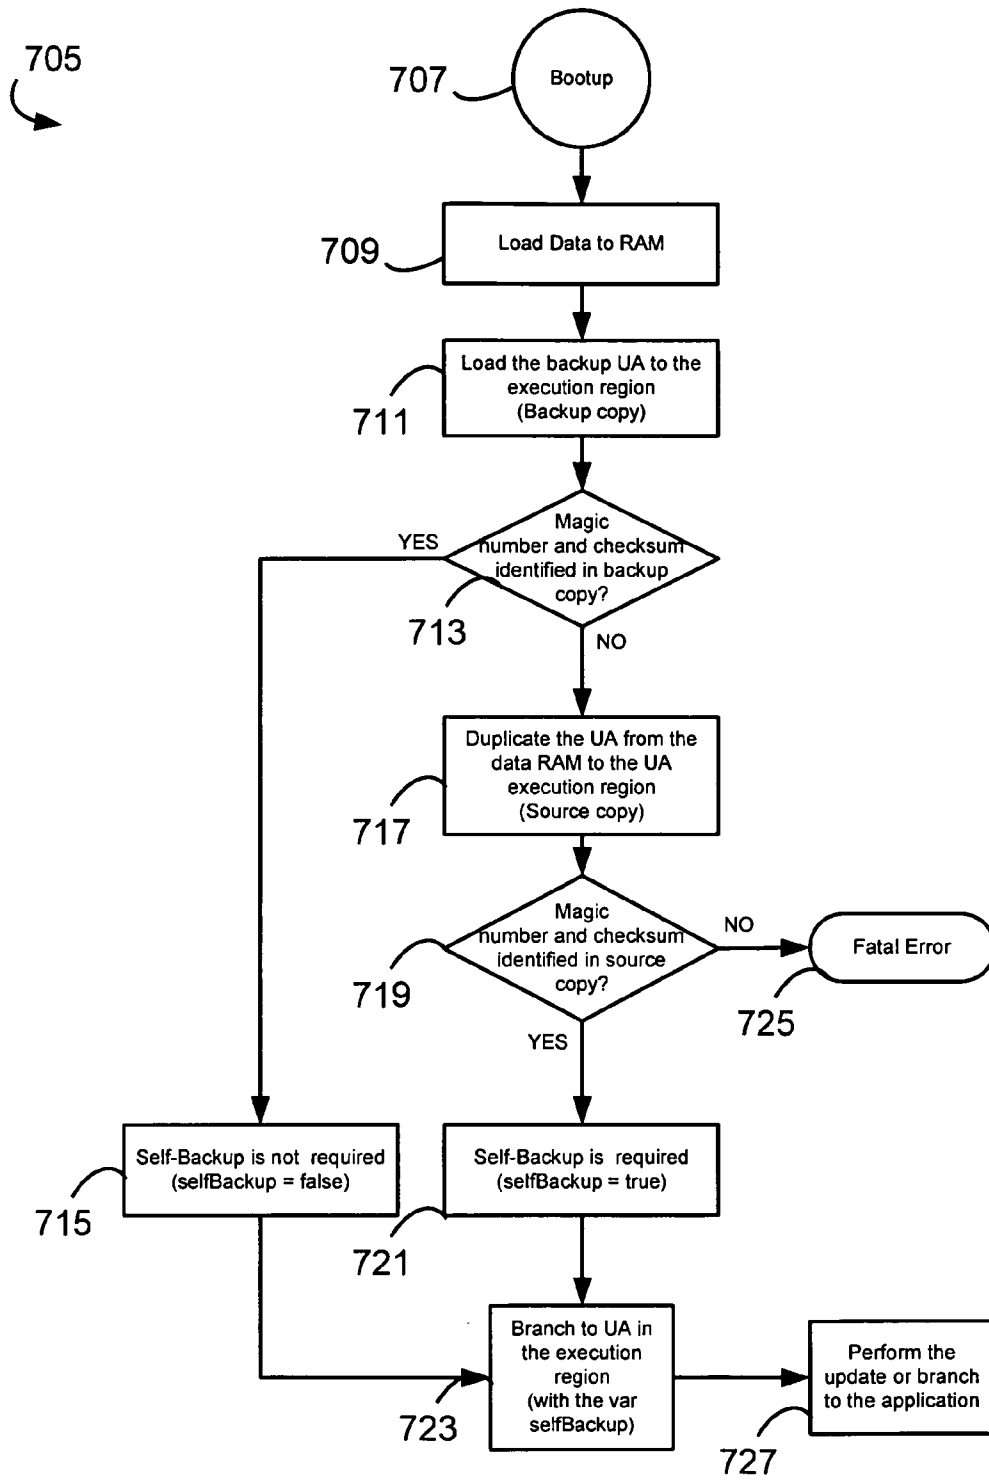 705
707
Bootup
709
Load Data to RAM
711
Load the backup UA to the
execution region
(Backup copy)
YES
Magic
number and checksum
identified in backup
copy?
713
NO
717
Duplicate the UA from the
data RAM to the UA
execution region
(Source copy)
719
Magic
number and checksum
identified in source
copy?
NO
Fatal Error
725
YES
715
Self-Backup is not required
(selfBackup = false)
721
Self-Backup is required
(selfBackup = true)
723
Branch to UA in
the execution
region
(with the var
selfBackup)
Perform the
update or branch
to the application
727